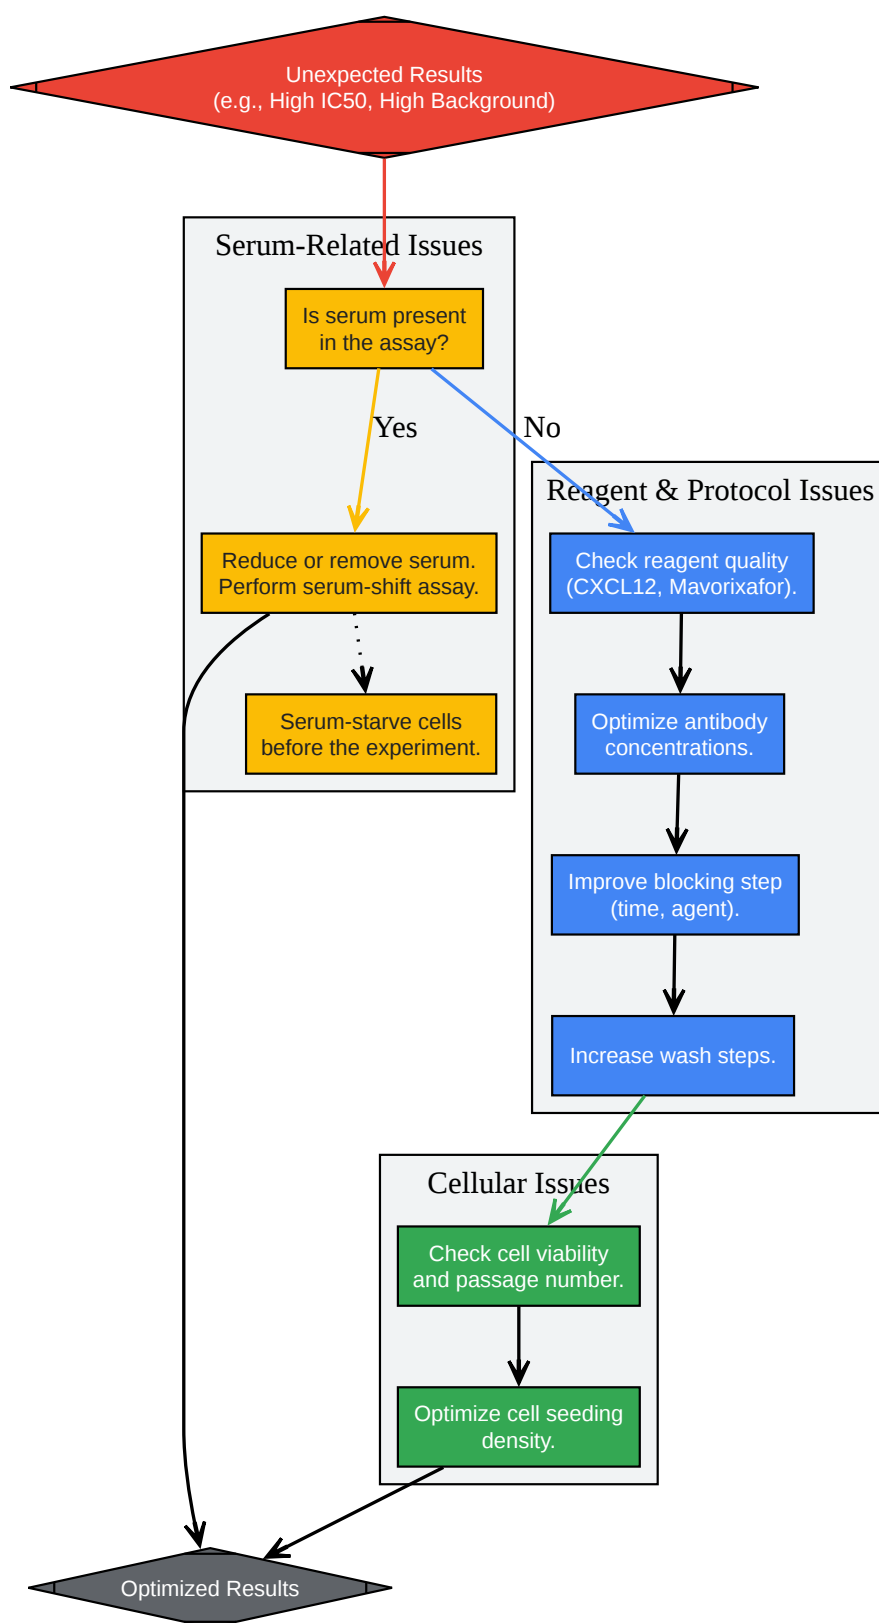 Unexpected Results
(e.g., High IC50, High Background)
Serum-Related Issues
Is serum present
in the assay?
Yes
No
Reagent & Protocol Issues
Reduce or remove serum.
Perform serum-shift assay.
Check reagent quality
(CXCL12, Mavorixafor).
Serum-starve cells
before the experiment.
Optimize antibody
concentrations.
Improve blocking step
(time, agent).
Increase wash steps.
Cellular Issues
Check cell viability
and passage number.
Optimize cell seeding
density.
Optimized Results